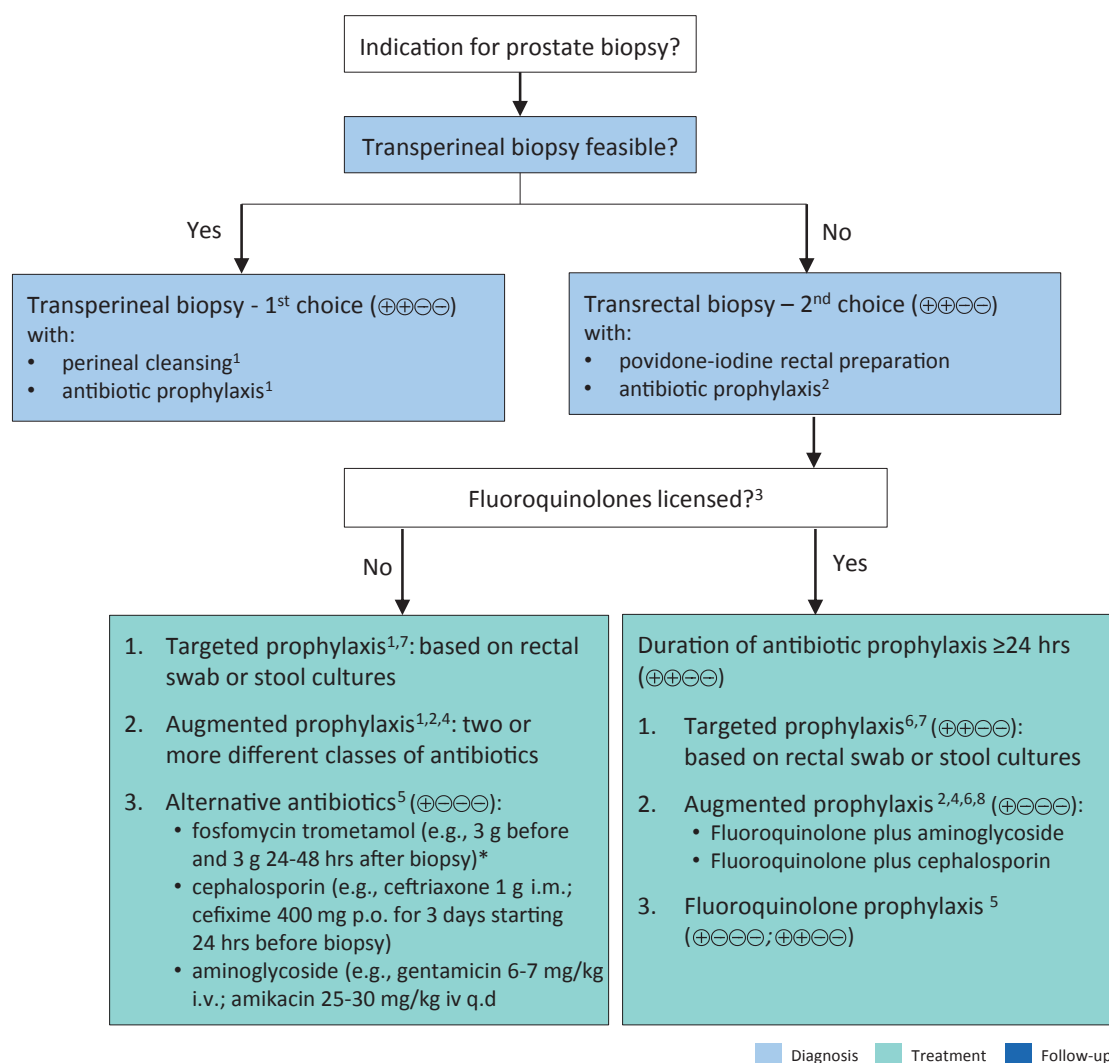 Indication for prostate biopsy?
Transperineal biopsy feasible?
Yes
No
Transperineal biopsy - 1st choice (⊕⊕⊖⊖)
with:
• perineal cleansing1
• antibiotic prophylaxis1
Transrectal biopsy – 2nd choice (⊕⊕⊖⊖)
with:
• povidone-iodine rectal preparation
• antibiotic prophylaxis2
Fluoroquinolones licensed?3
No
Yes
1. Targeted prophylaxis1,7: based on rectal
swab or stool cultures
2. Augmented prophylaxis1,2,4: two or
more different classes of antibiotics
3. Alternative antibiotics5 (⊕⊖⊖⊖):
• fosfomycin trometamol (e.g., 3 g before
and 3 g 24-48 hrs after biopsy)*
• cephalosporin (e.g., ceftriaxone 1 g i.m.;
cefixime 400 mg p.o. for 3 days starting
24 hrs before biopsy)
• aminoglycoside (e.g., gentamicin 6-7 mg/kg
i.v.; amikacin 25-30 mg/kg iv q.d
Duration of antibiotic prophylaxis ≥24 hrs
(⊕⊕⊖⊖)
1. Targeted prophylaxis6,7 (⊕⊕⊖⊖):
based on rectal swab or stool cultures
2. Augmented prophylaxis 2,4,6,8 (⊕⊖⊖⊖):
• Fluoroquinolone plus aminoglycoside
• Fluoroquinolone plus cephalosporin
3. Fluoroquinolone prophylaxis 5
(⊕⊖⊖⊖;⊕⊕⊖⊖)
Diagnosis
Treatment
Follow-up